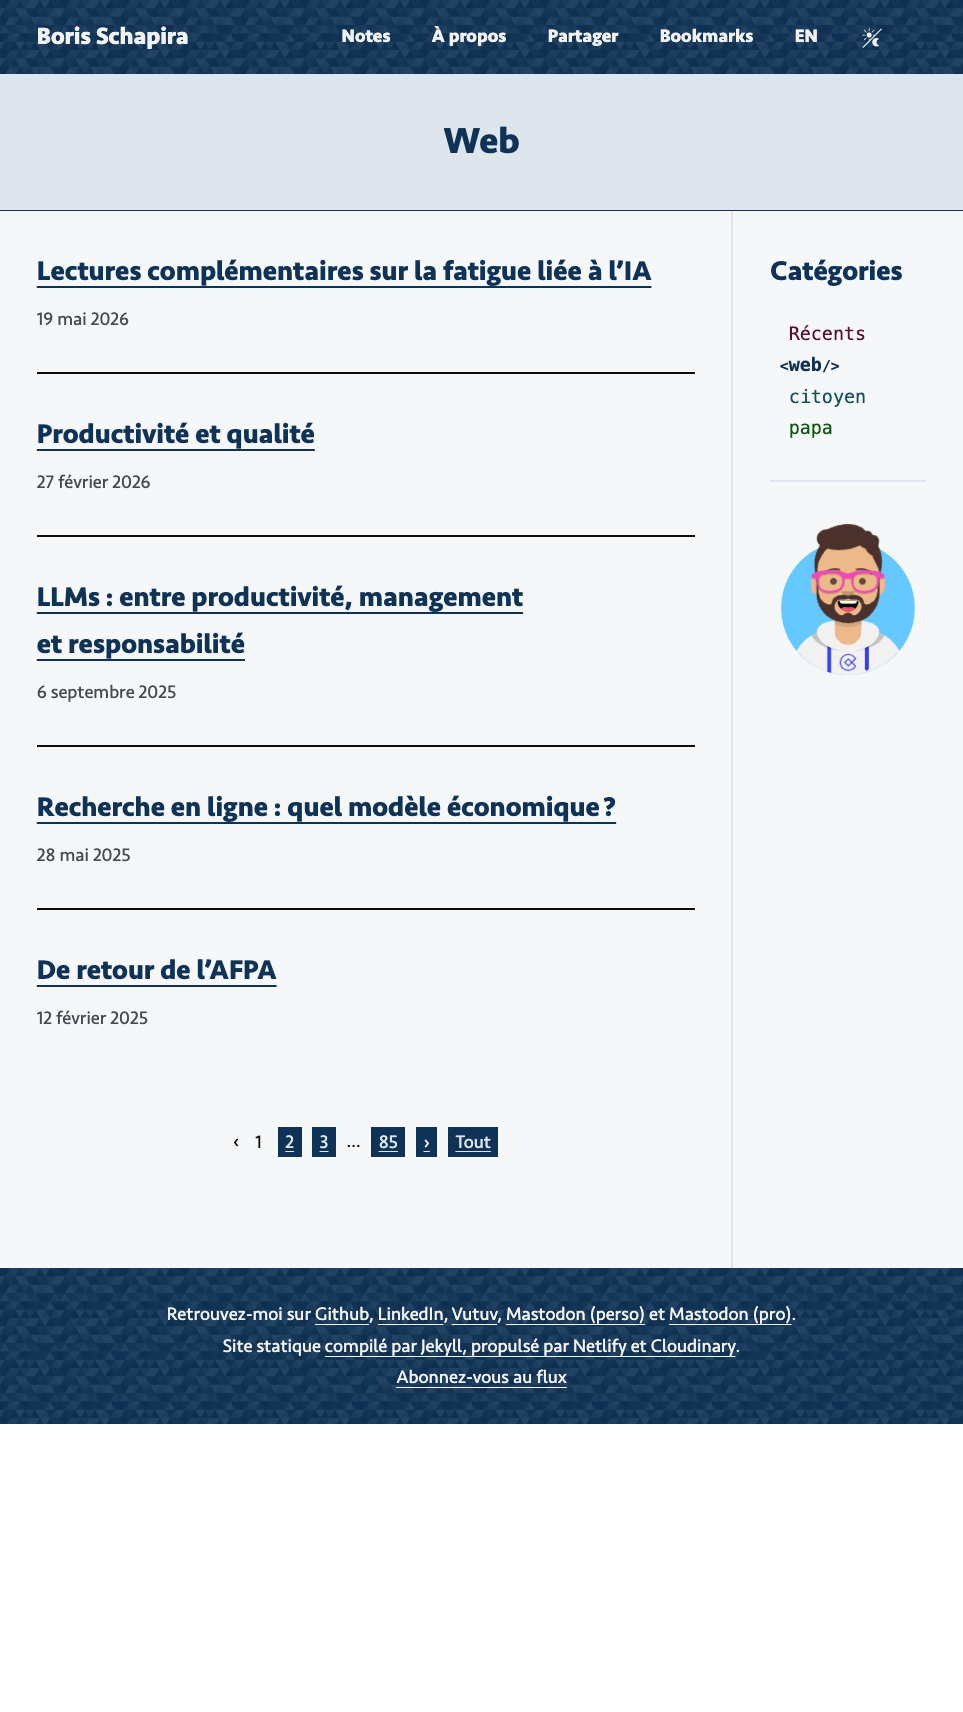 Boris Schapira
Notes À propos Partager Bookmarks EN
Web
Lectures complémentaires sur la fatigue liée à l’IA
19 mai 2026
Productivité et qualité
27 février 2026
LLMs : entre productivité, management
et responsabilité
6 septembre 2025
Recherche en ligne : quel modèle économique ?
28 mai 2025
De retour de l’AFPA
12 février 2025
‹ 1 2 3 … 85 › Tout
Catégories
Récents
<web/>
citoyen
papa
Retrouvez-moi sur Github, LinkedIn, Vutuv, Mastodon (perso) et Mastodon (pro).
Site statique compilé par Jekyll, propulsé par Netlify et Cloudinary.
Abonnez-vous au flux